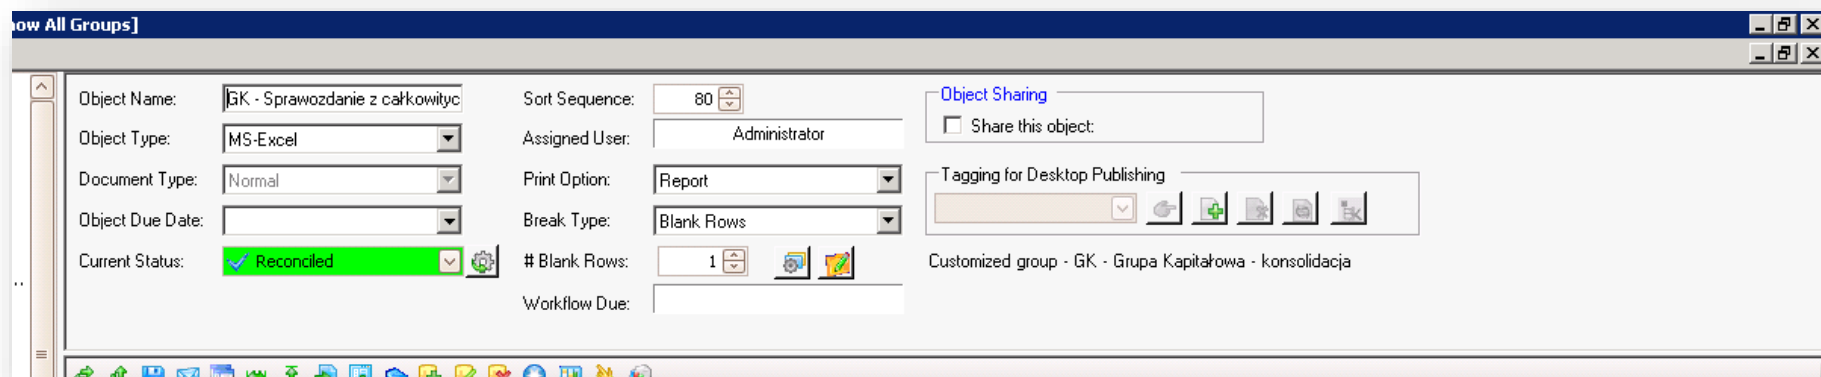 All Groups]
Object Name: GK - Sprawozdanie z całkowityc Sort Sequence: 80 Object Sharing
Share this object:
Object Type: MS-Excel Assigned User: Administrator
Document Type: Normal Print Option: Report Tagging for Desktop Publishing
Object Due Date: Break Type: Blank Rows
Current Status: Reconciled # Blank Rows: 1 Customized group - GK - Grupa Kapitałowa - konsolidacja
Workflow Due: